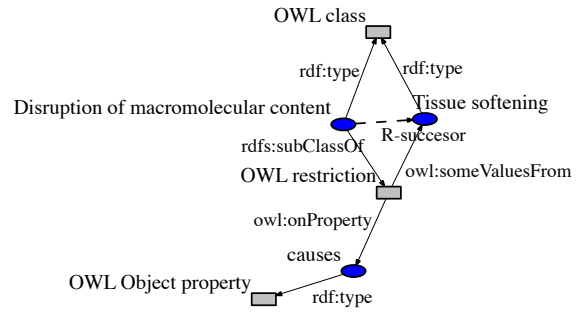 OWL class
rdf:type
rdf:type
Disruption of macromolecular content
Tissue softening
R-succesor
rdfs:subClassOf
OWL restriction
owl:someValuesFrom
owl:onProperty
causes
OWL Object property
rdf:type